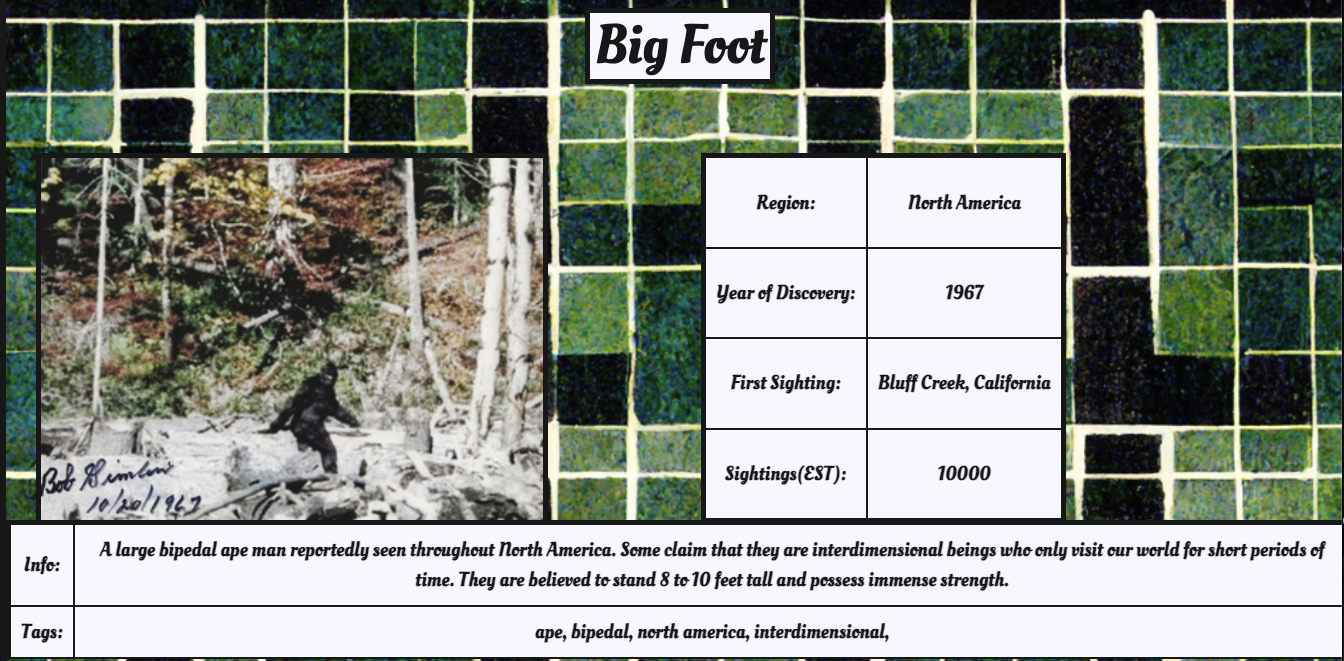 Big Foot
Bob Gimlin
10/20/1967
Region: North America
Year of Discovery: 1967
First Sighting: Bluff Creek, California
Sightings(EST): 10000
Info: A large bipedal ape man reportedly seen throughout North America. Some claim that they are interdimensional beings who only visit our world for short periods of
time. They are believed to stand 8 to 10 feet tall and possess immense strength.
Tags: ape, bipedal, north america, interdimensional,